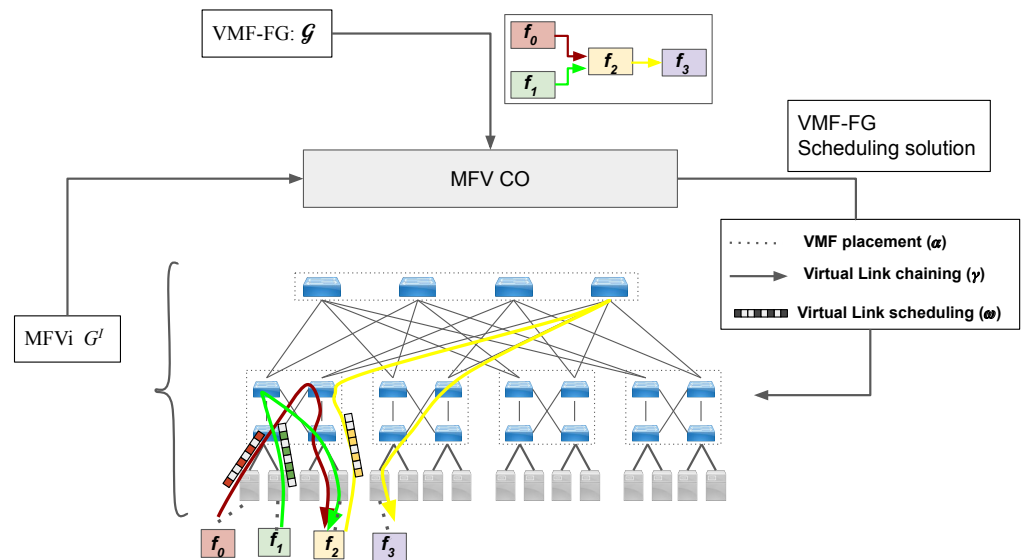 VMF-FG: 𝓖
f0
f1
f2
f3
VMF-FG
Scheduling solution
MFV CO
VMF placement (α)
Virtual Link chaining (γ)
Virtual Link scheduling (ω)
MFVi G^I
f0
f1
f2
f3